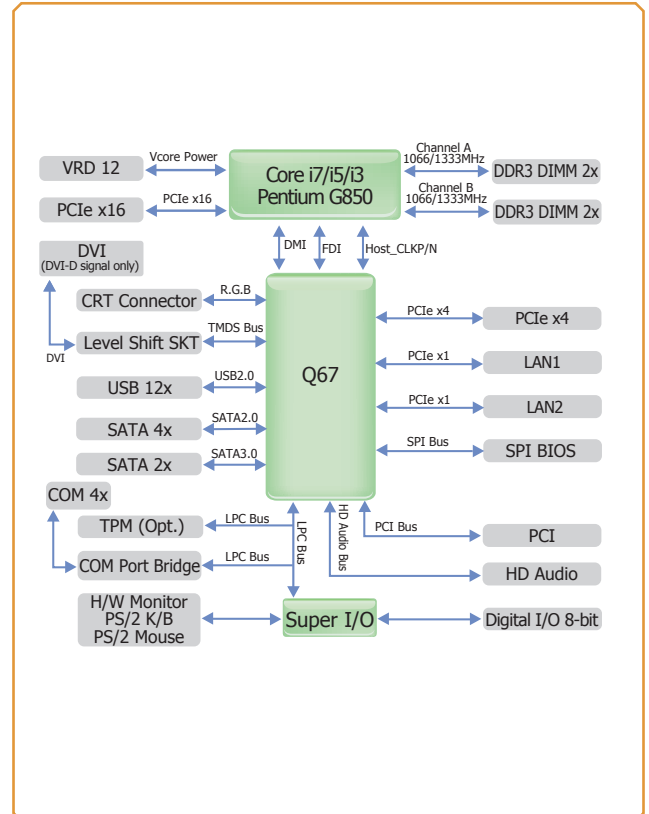 VRD 12
Vcore Power
Core i7/i5/i3
Pentium G850
Channel A
1066/1333MHz
DDR3 DIMM 2x
PCIe x16
PCIe x16
Channel B
1066/1333MHz
DDR3 DIMM 2x
DMI
FDI
Host_CLKP/N
DVI
(DVI-D signal only)
CRT Connector
R.G.B
Level Shift SKT
TMDS Bus
DVI
USB 12x
USB2.0
SATA 4x
SATA2.0
SATA 2x
SATA3.0
Q67
PCIe x4
PCIe x4
PCIe x1
LAN1
PCIe x1
LAN2
SPI Bus
SPI BIOS
COM 4x
TPM (Opt.)
LPC Bus
COM Port Bridge
LPC Bus
LPC Bus
HD Audio Bus
PCI Bus
PCI
HD Audio
H/W Monitor
PS/2 K/B
PS/2 Mouse
Super I/O
Digital I/O 8-bit